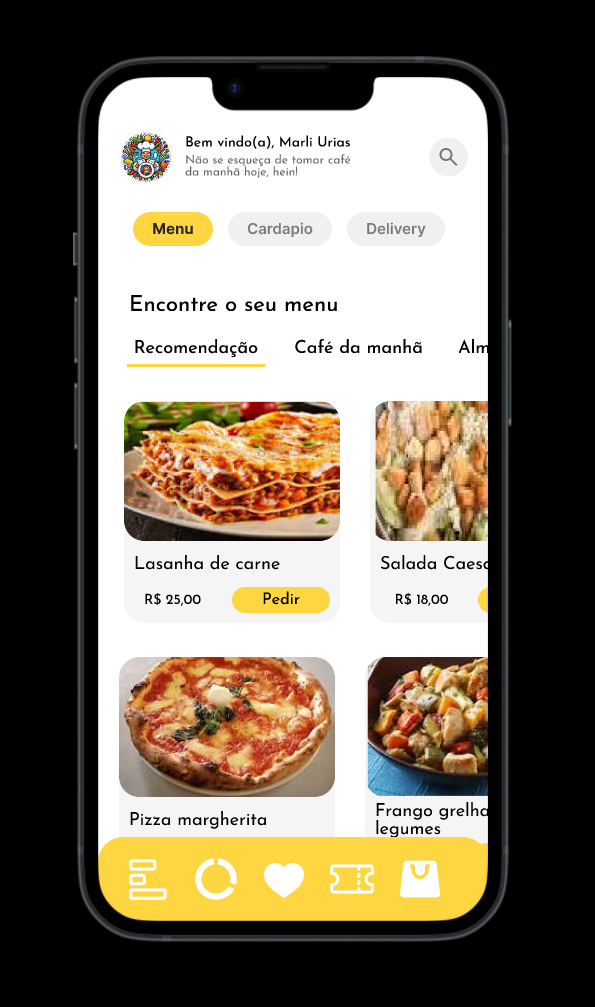 Bem vindo(a), Marli Urias
Não se esqueça de tomar café
da manhã hoje, hein!
Menu Cardapio Delivery
Encontre o seu menu
Recomendação Café da manhã Alm
Lasanha de carne Salada Caesa
R$ 25,00 Pedir R$ 18,00
Pizza margherita Frango grelha
legumes